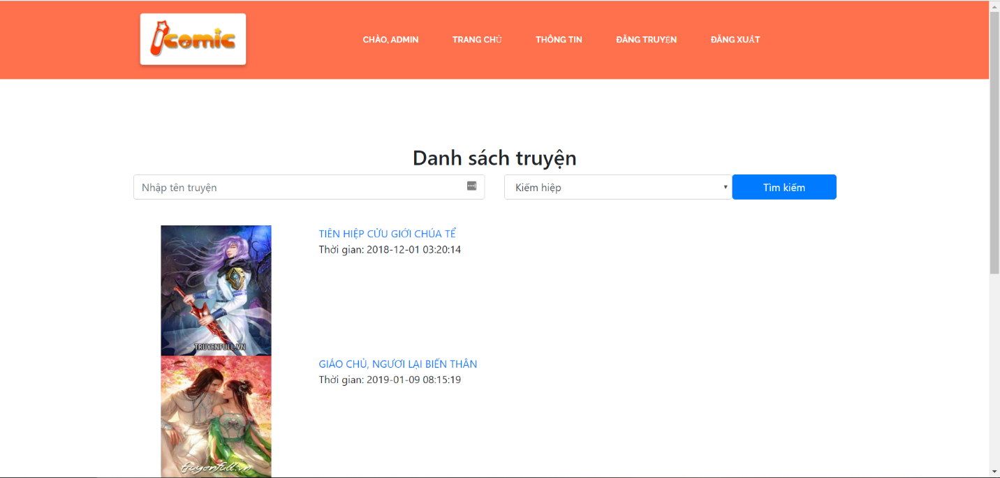 icomic
CHÀO, ADMIN
TRANG CHỦ
THÔNG TIN
ĐĂNG TRUYỆN
ĐĂNG XUẤT
Danh sách truyện
Nhập tên truyện
Kiếm hiệp
Tìm kiếm
TIÊN HIỆP CỬU GIỚI CHÚA TỂ
Thời gian: 2018-12-01 03:20:14
TRUYENFULL.VN
GIÁO CHỦ, NGƯƠI LẠI BIẾN THÂN
Thời gian: 2019-01-09 08:15:19
truyenfull.vn